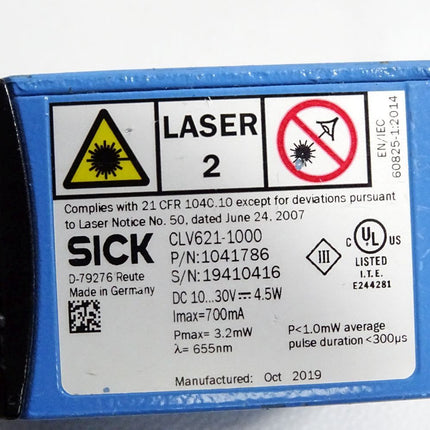 LASER
2
EN/IEC
60825-1:2014
Complies with 21 CFR 1040.10 except for deviations pursuant
to Laser Notice No. 50, dated June 24, 2007
SICK
D-79276 Reute
Made in Germany
CLV621-1000
P/N:1041786
S/N:19410416
DC 10...30V⎓4.5W
Imax=700mA
Pmax= 3.2mW
λ= 655nm
III
C UL US
LISTED
I.T.E.
E244281
P<1.0mW average
pulse duration <300µs
Manufactured: Oct 2019